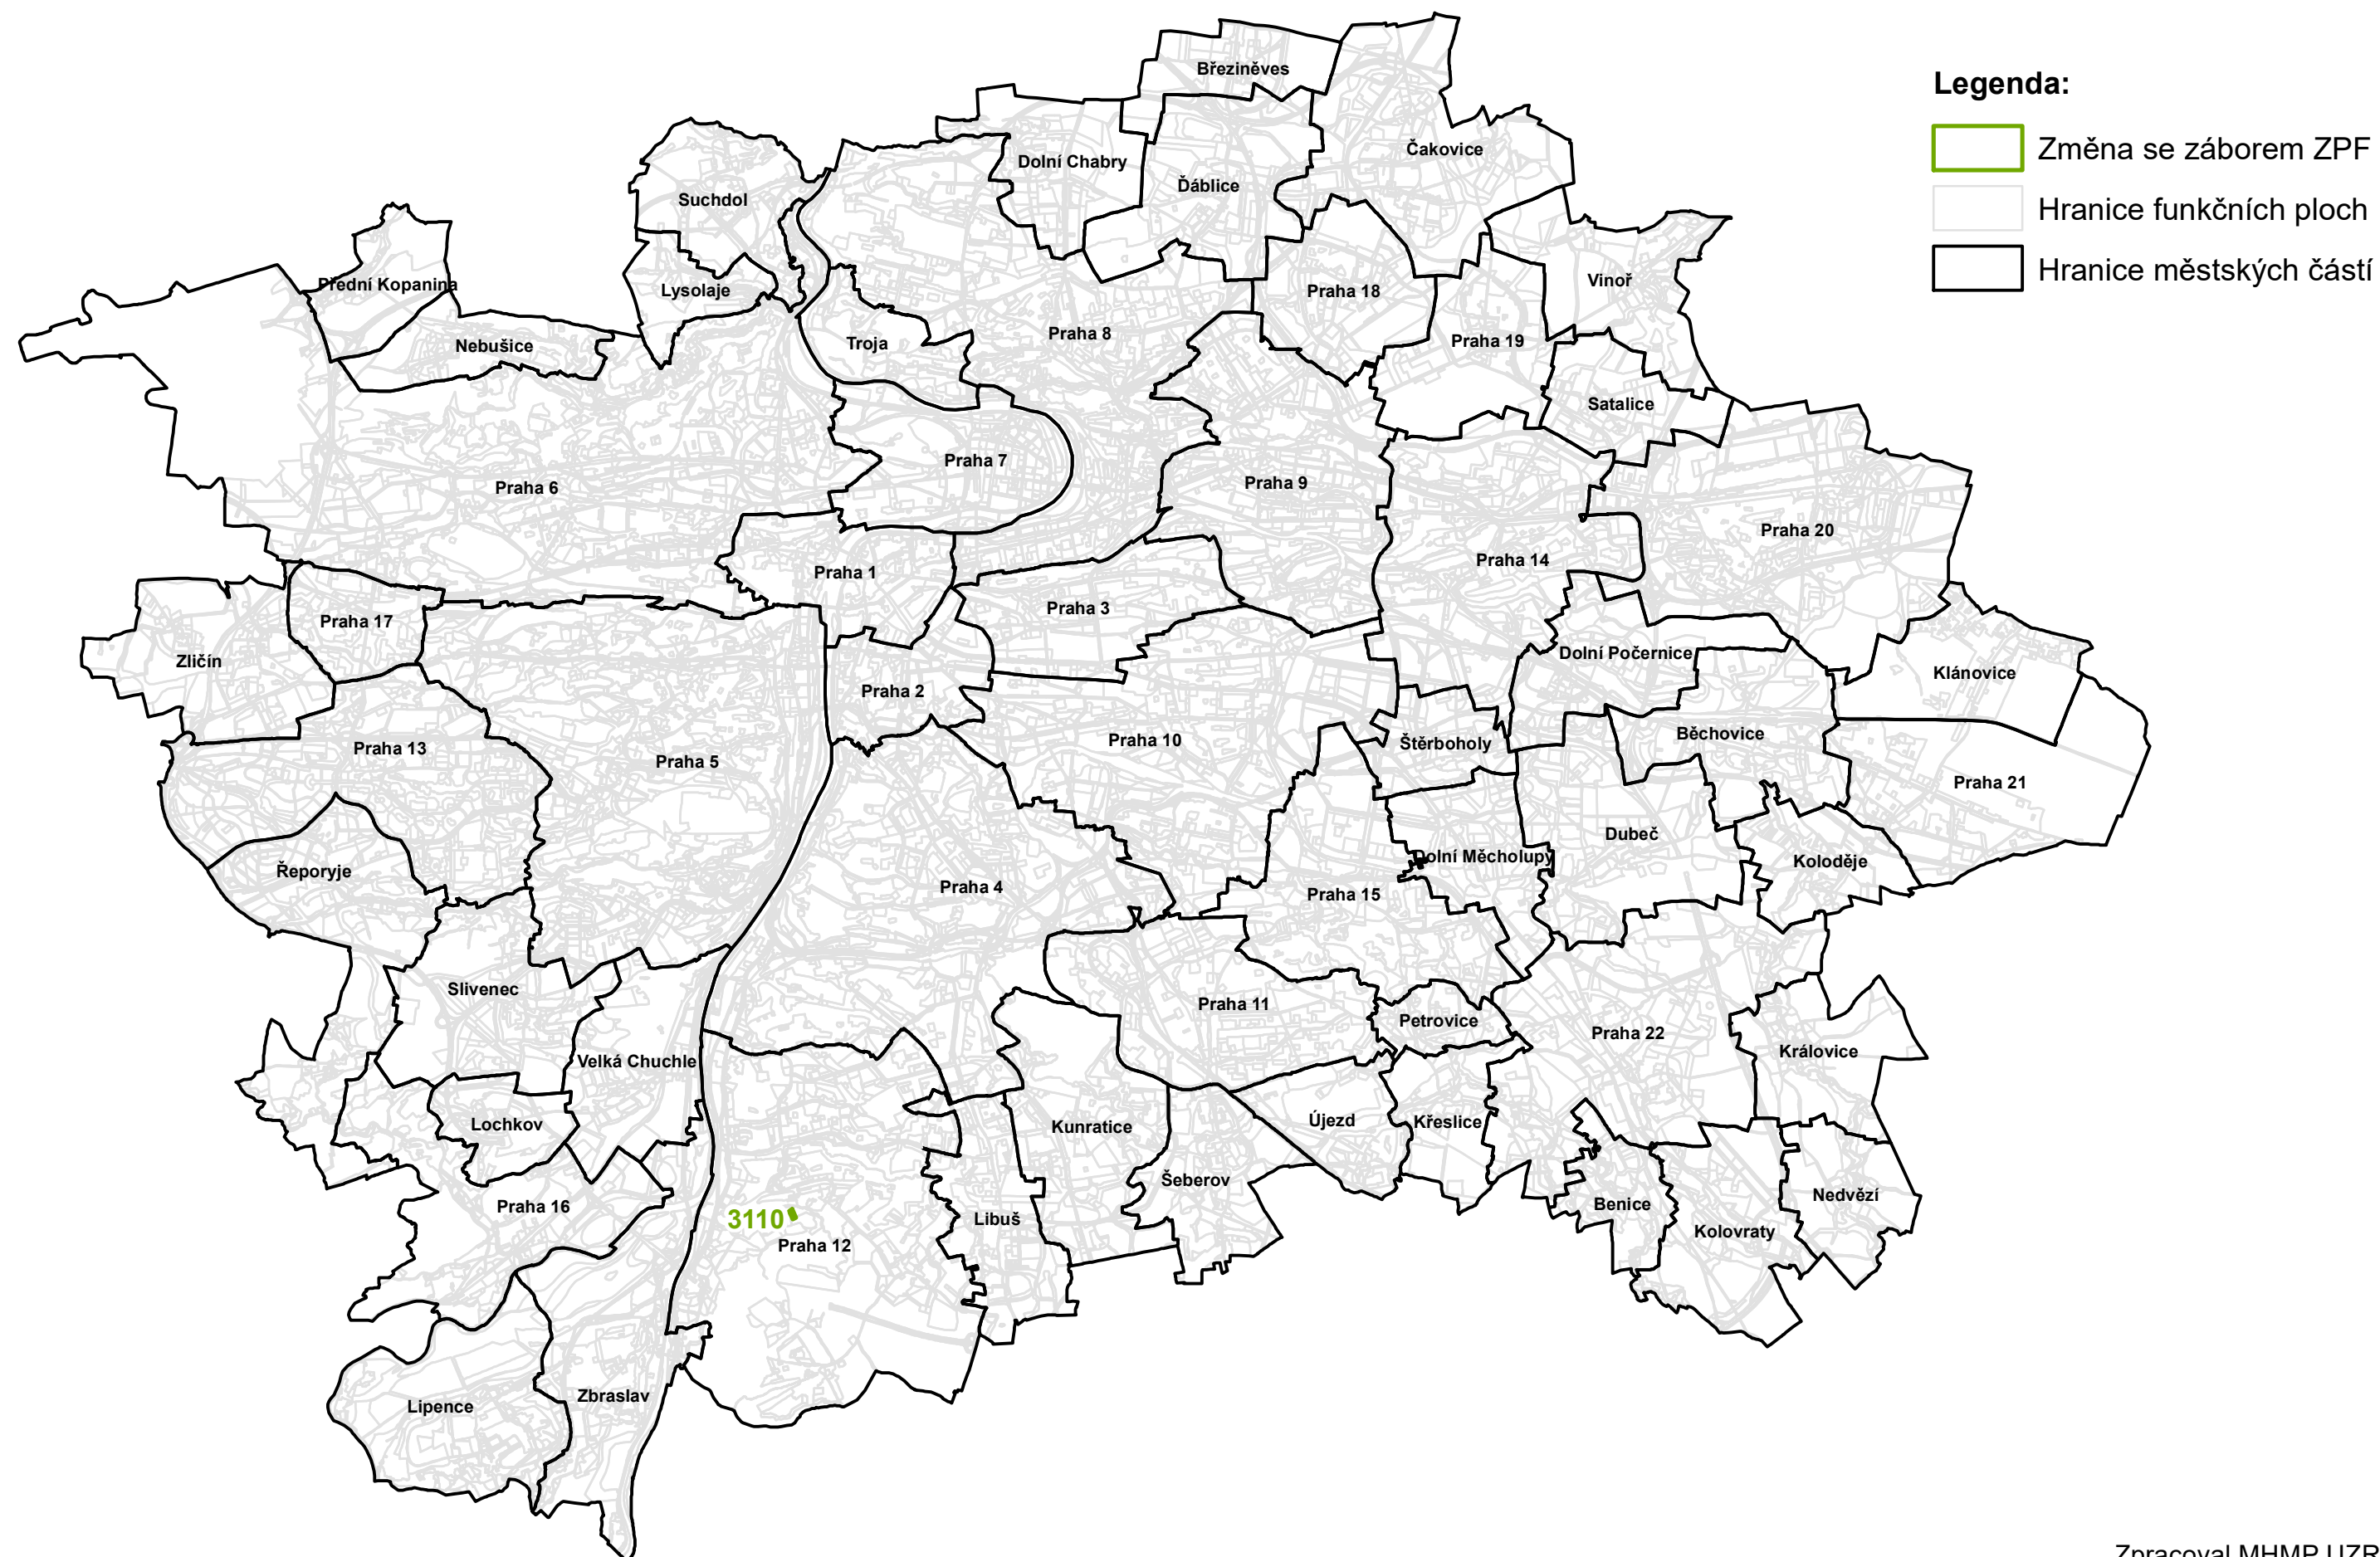 Legenda:
Změna se záborem ZPF
Hranice funkčních ploch
Hranice městských částí
Březiněves
Čakovice
Dolní Chabry
Ďáblice
Suchdol
Přední Kopanina
Lysolaje
Praha 18
Vinoř
Nebušice
Troja
Praha 8
Praha 19
Satalice
Praha 7
Praha 6
Praha 9
Praha 20
Praha 14
Praha 1
Praha 3
Praha 17
Zličín
Dolní Počernice
Klánovice
Praha 2
Praha 13
Praha 5
Praha 10
Štěrboholy
Běchovice
Praha 21
Dubeč
Koloděje
Dolní Měcholupy
Řeporyje
Praha 4
Praha 15
Slivenec
Praha 11
Petrovice
Praha 22
Královice
Velká Chuchle
Lochkov
Kunratice
Újezd
Křeslice
Šeberov
Nedvězí
Praha 16
Benice
3110
Libuš
Kolovraty
Praha 12
Zbraslav
Lipence
Zpracoval MHMP UZR